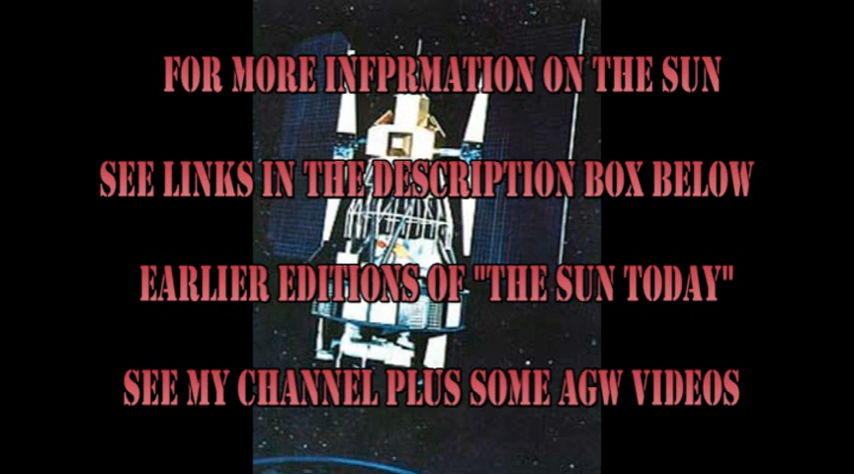 FOR MORE INFPRMATION ON THE SUN
SEE LINKS IN THE DESCRIPTION BOX BELOW
EARLIER EDITIONS OF "THE SUN TODAY"
SEE MY CHANNEL PLUS SOME AGW VIDEOS